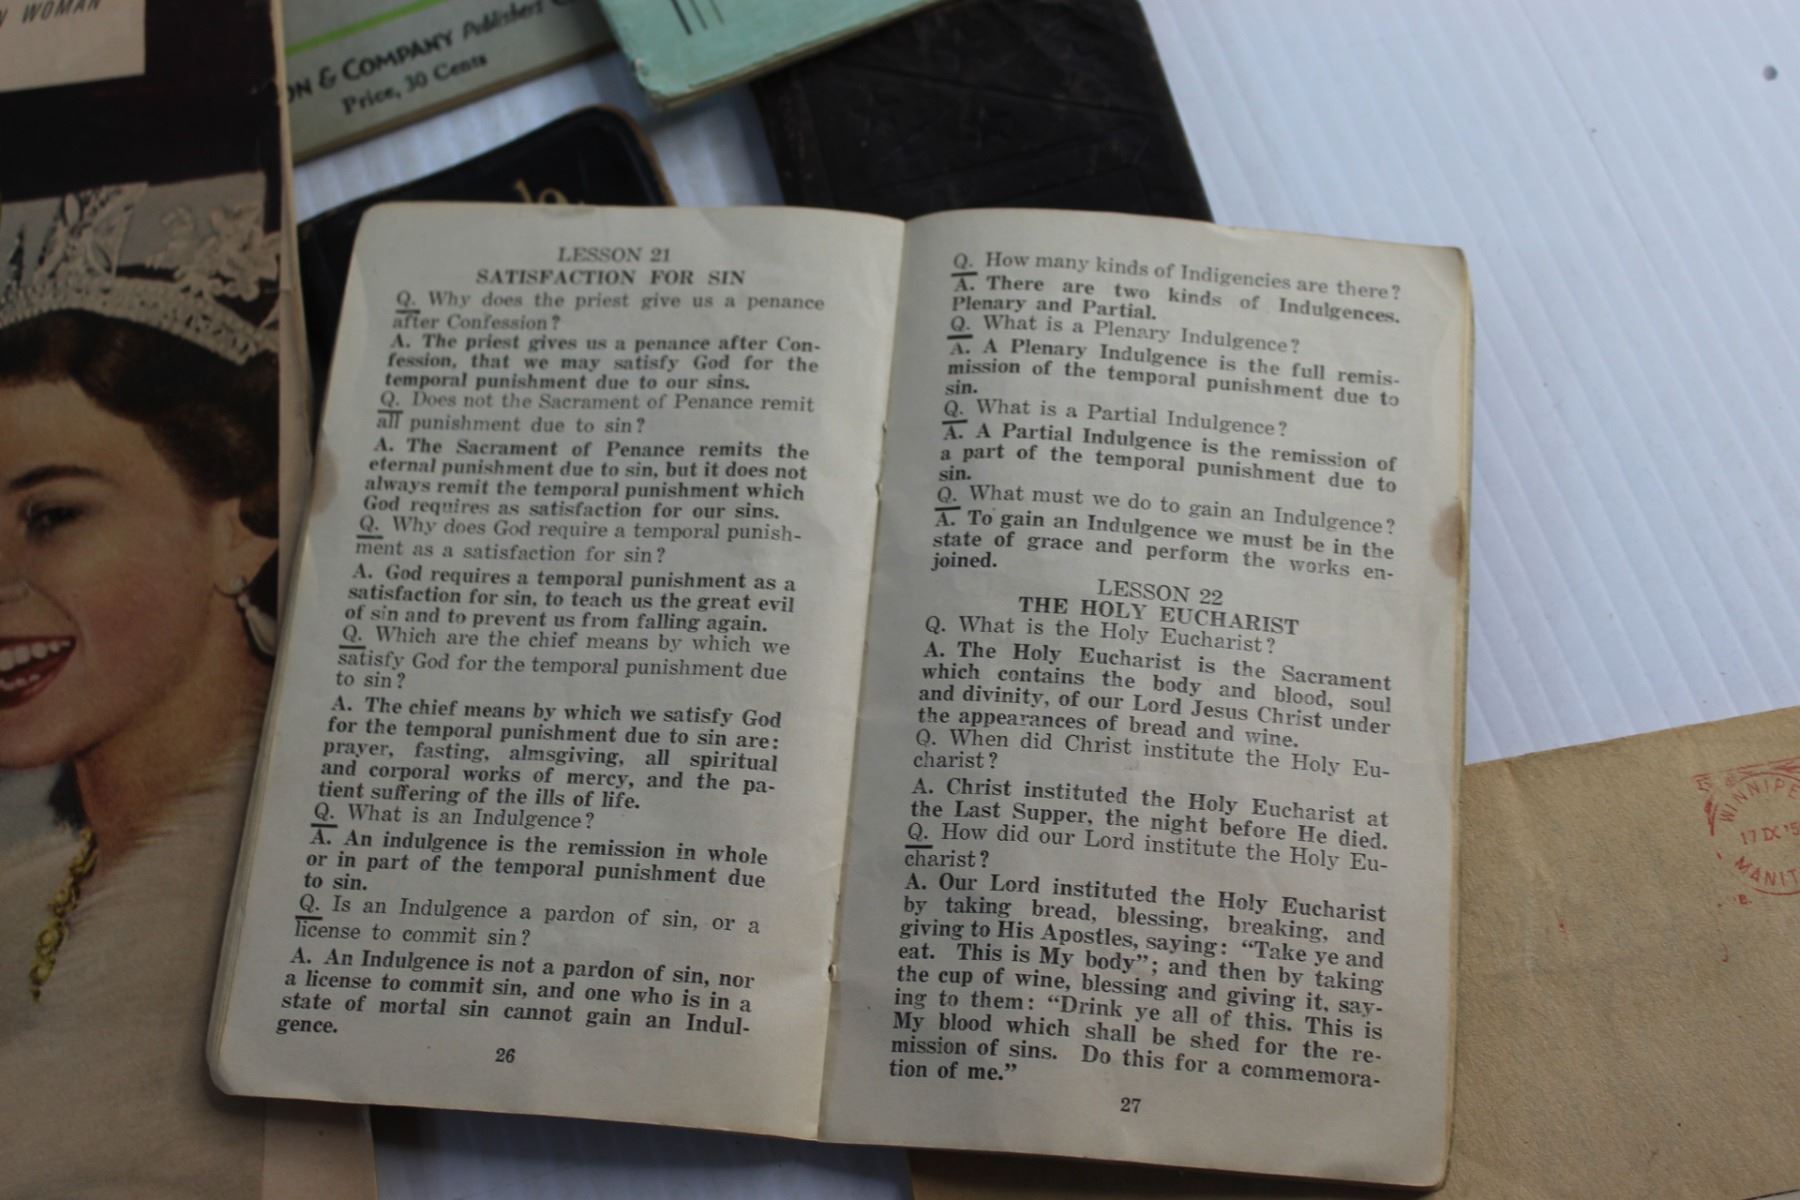 WOMAN
& COMPANY Publishers
Price, 30 Cents
LESSON 21
SATISFACTION FOR SIN
Q. Why does the priest give us a penance
after Confession?
A. The priest gives us a penance after Con-
fession, that we may satisfy God for the
temporal punishment due to our sins.
Q. Does not the Sacrament of Penance remit
all punishment due to sin?
A. The Sacrament of Penance remits the
eternal punishment due to sin, but it does not
always remit the temporal punishment which
God requires as satisfaction for our sins.
Q. Why does God require a temporal punish-
ment as a satisfaction for sin?
A. God requires a temporal punishment as a
satisfaction for sin, to teach us the great evil
of sin and to prevent us from falling again.
Q. Which are the chief means by which we
satisfy God for the temporal punishment due
to sin?
A. The chief means by which we satisfy God
for the temporal punishment due to sin are:
prayer, fasting, almsgiving, all spiritual
and corporal works of mercy, and the pa-
tient suffering of the ills of life.
Q. What is an Indulgence?
A. An indulgence is the remission in whole
or in part of the temporal punishment due
to sin.
Q. Is an Indulgence a pardon of sin, or a
license to commit sin?
A. An Indulgence is not a pardon of sin, nor
a license to commit sin, and one who is in a
state of mortal sin cannot gain an Indul-
gence.
26
Q. How many kinds of Indigencies are there?
A. There are two kinds of Indulgences.
Plenary and Partial.
Q. What is a Plenary Indulgence?
A. A Plenary Indulgence is the full remis-
mission of the temporal punishment due to
sin.
Q. What is a Partial Indulgence?
A. A Partial Indulgence is the remission of
a part of the temporal punishment due to
sin.
Q. What must we do to gain an Indulgence?
A. To gain an Indulgence we must be in the
state of grace and perform the works en-
joined.
LESSON 22
THE HOLY EUCHARIST
Q. What is the Holy Eucharist?
A. The Holy Eucharist is the Sacrament
which contains the body and blood, soul
and divinity, of our Lord Jesus Christ under
the appearances of bread and wine.
Q. When did Christ institute the Holy Eu-
charist?
A. Christ instituted the Holy Eucharist at
the Last Supper, the night before He died.
Q. How did our Lord institute the Holy Eu-
charist?
A. Our Lord instituted the Holy Eucharist
by taking bread, blessing, breaking, and
giving to His Apostles, saying: “Take ye and
eat. This is My body”; and then by taking
the cup of wine, blessing and giving it, say-
ing to them: “Drink ye all of this. This is
My blood which shall be shed for the re-
mission of sins. Do this for a commemora-
tion of me.”
27
WINNIPE
17 IX '5
MANIT